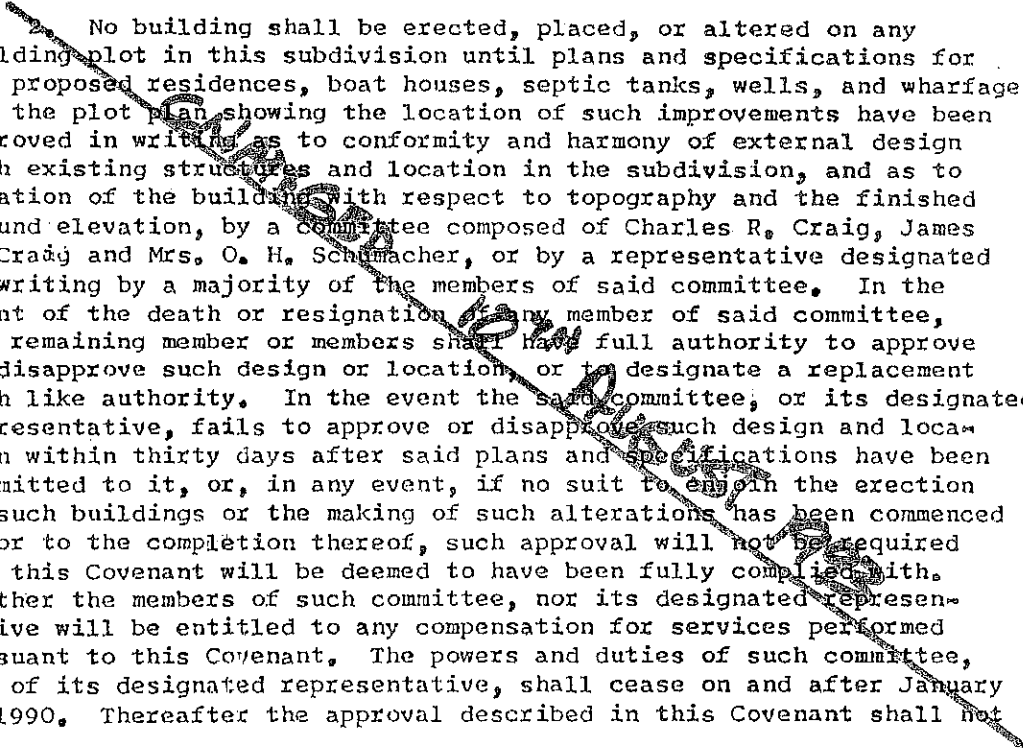 2. No building shall be erected, placed, or altered on any
lding plot in this subdivision until plans and specifications for
proposed residences, boat houses, septic tanks, wells, and wharfage
the plot plan showing the location of such improvements have been
roved in writing as to conformity and harmony of external design
h existing structures and location in the subdivision, and as to
ation of the building with respect to topography and the finished
und elevation, by a committee composed of Charles R. Craig, James
Craig and Mrs. O. H. Schumacher, or by a representative designated
writing by a majority of the members of said committee. In the
nt of the death or resignation of any member of said committee,
remaining member or members shall have full authority to approve
disapprove such design or location, or to designate a replacement
h like authority. In the event the said committee, or its designated
resentative, fails to approve or disapprove such design and loca-
n within thirty days after said plans and specifications have been
mitted to it, or, in any event, if no suit to enjoin the erection
such buildings or the making of such alterations has been commenced
or to the completion thereof, such approval will not be required
this Covenant will be deemed to have been fully complied with.
ther the members of such committee, nor its designated represen-
ive will be entitled to any compensation for services performed
suant to this Covenant. The powers and duties of such committee,
of its designated representative, shall cease on and after January
1990. Thereafter the approval described in this Covenant shall not
10TH AUGUST